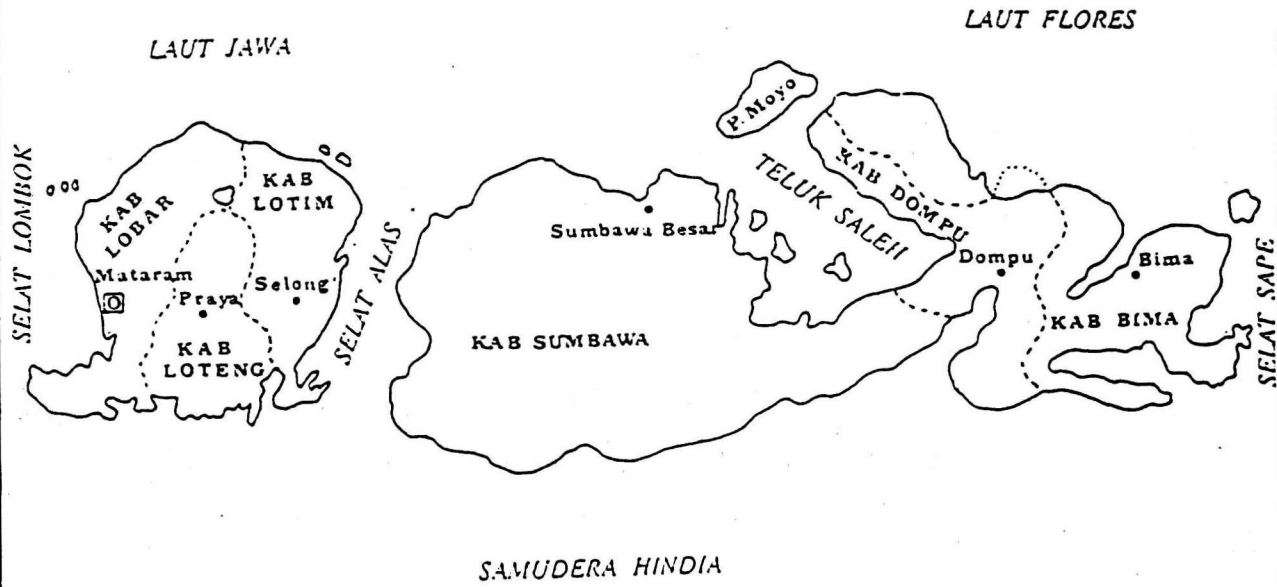 LAUT JAWA
LAUT FLORES
SELAT LOMBOK
KAB
LOBAR
KAB
LOTIM
Mataram
Praya
Selong
KAB
LOTENG
SELAT ALAS
Sumbawa Besar
KAB SUMBAWA
P. Moyo
TELUK SALEH
KAB DOMPU
Dompu
Bima
KAB BIMA
SELAT SAPE
SAMUDERA HINDIA